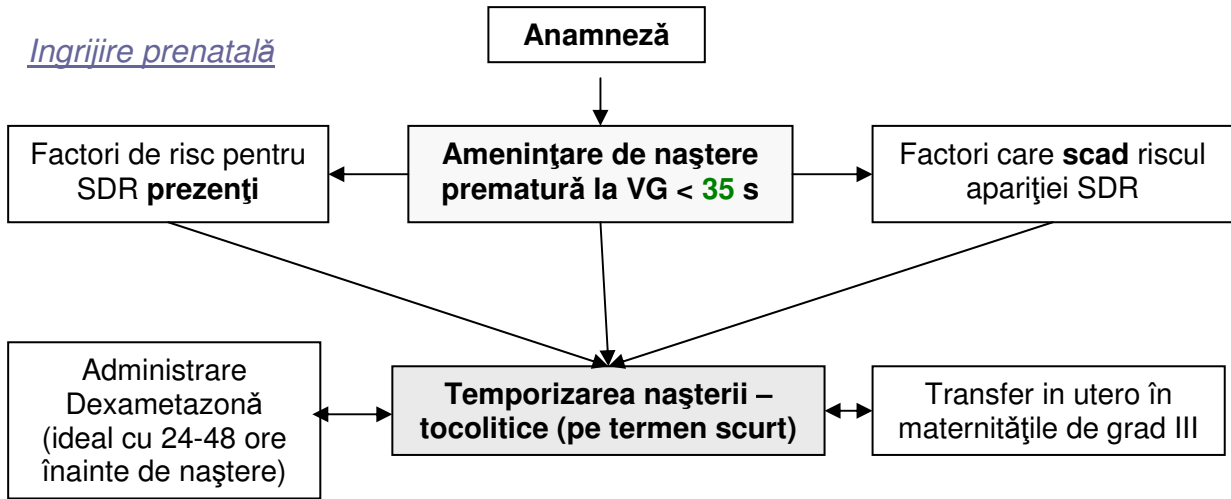 Ingrijire prenatală
Anamneză
Factori de risc pentru
SDR prezenţi
Ameninţare de naştere
prematură la VG < 35 s
Factori care scad riscul
apariţiei SDR
Administrare
Dexametazonă
(ideal cu 24-48 ore
înainte de naştere)
Temporizarea naşterii –
tocolitice (pe termen scurt)
Transfer in utero în
maternităţile de grad III